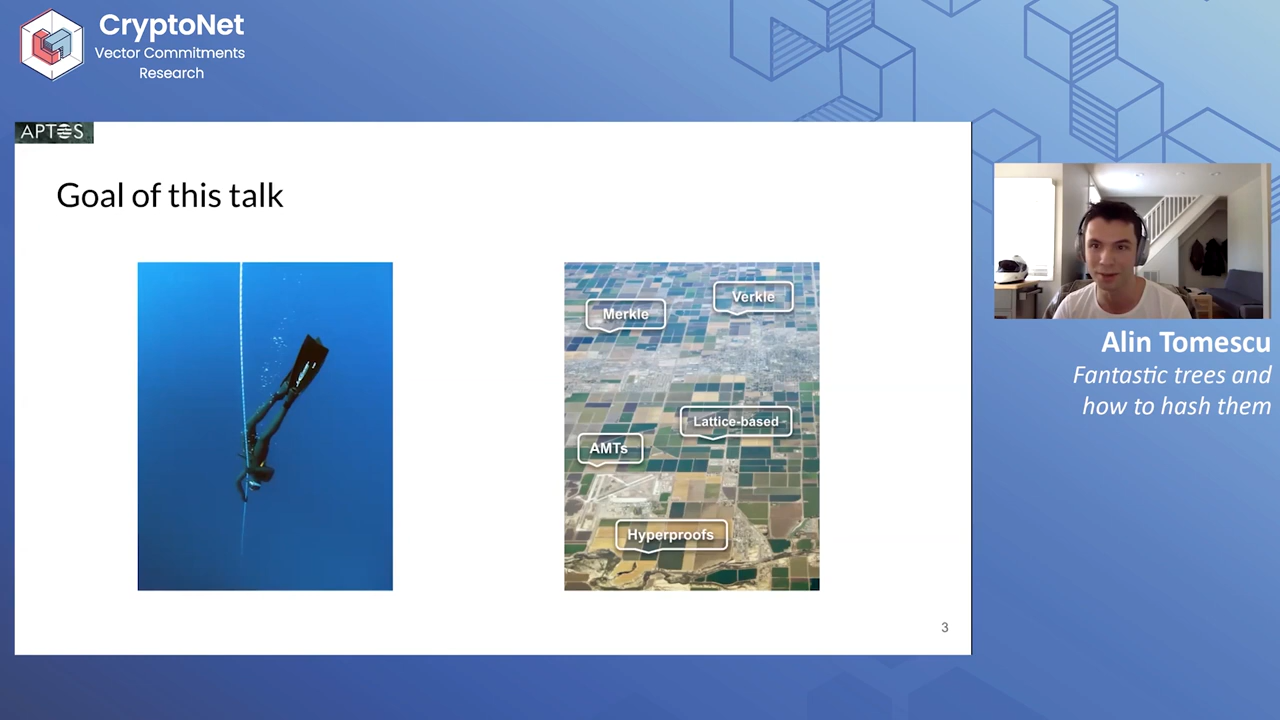 CryptoNet
Vector Commitments
Research
APTOS
Goal of this talk
Merkle
Verkle
Lattice-based
AMTs
Hyperproofs
3
Alin Tomescu
Fantastic trees and
how to hash them